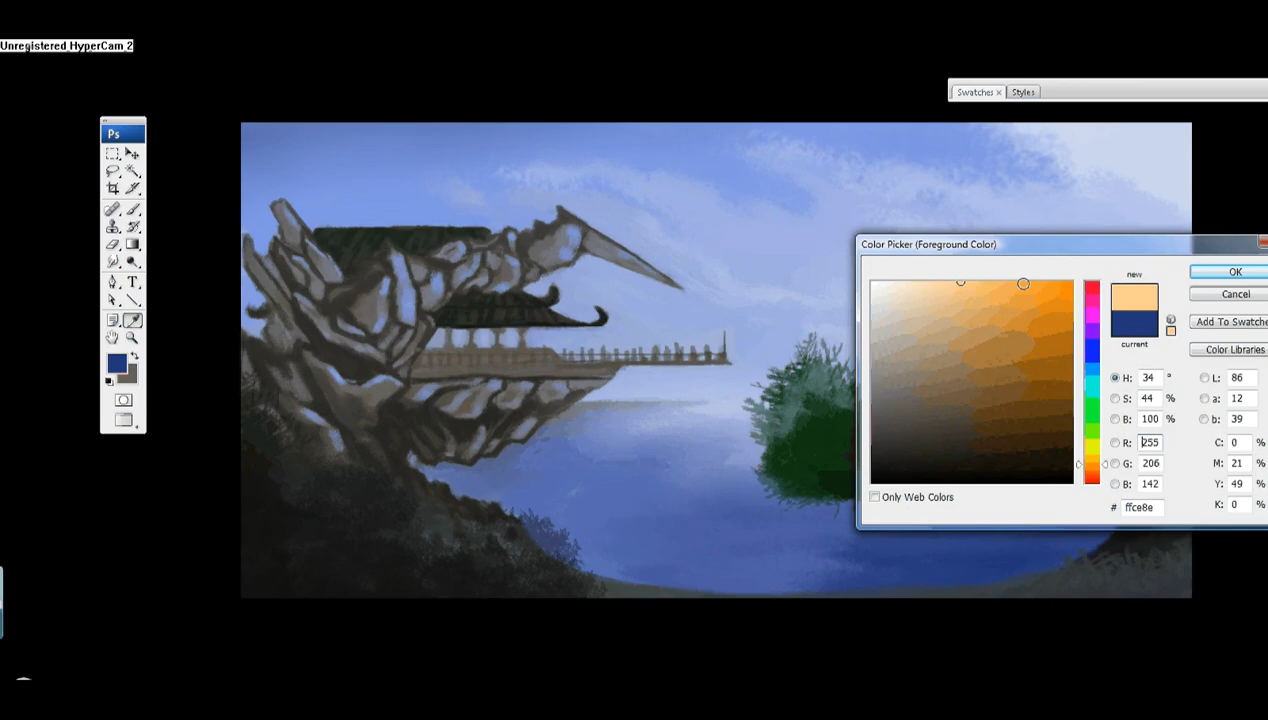 Unregistered HyperCam 2
Swatches × Styles
Ps
T
Color Picker (Foreground Color)
new
OK
Cancel
Add To Swatche
current
Color Libraries
H: 34 ° L: 86
S: 44 % a: 12
B: 100 % b: 39
R: 255 C: 0 %
G: 206 M: 21 %
B: 142 Y: 49 %
# ffce8e K: 0 %
Only Web Colors